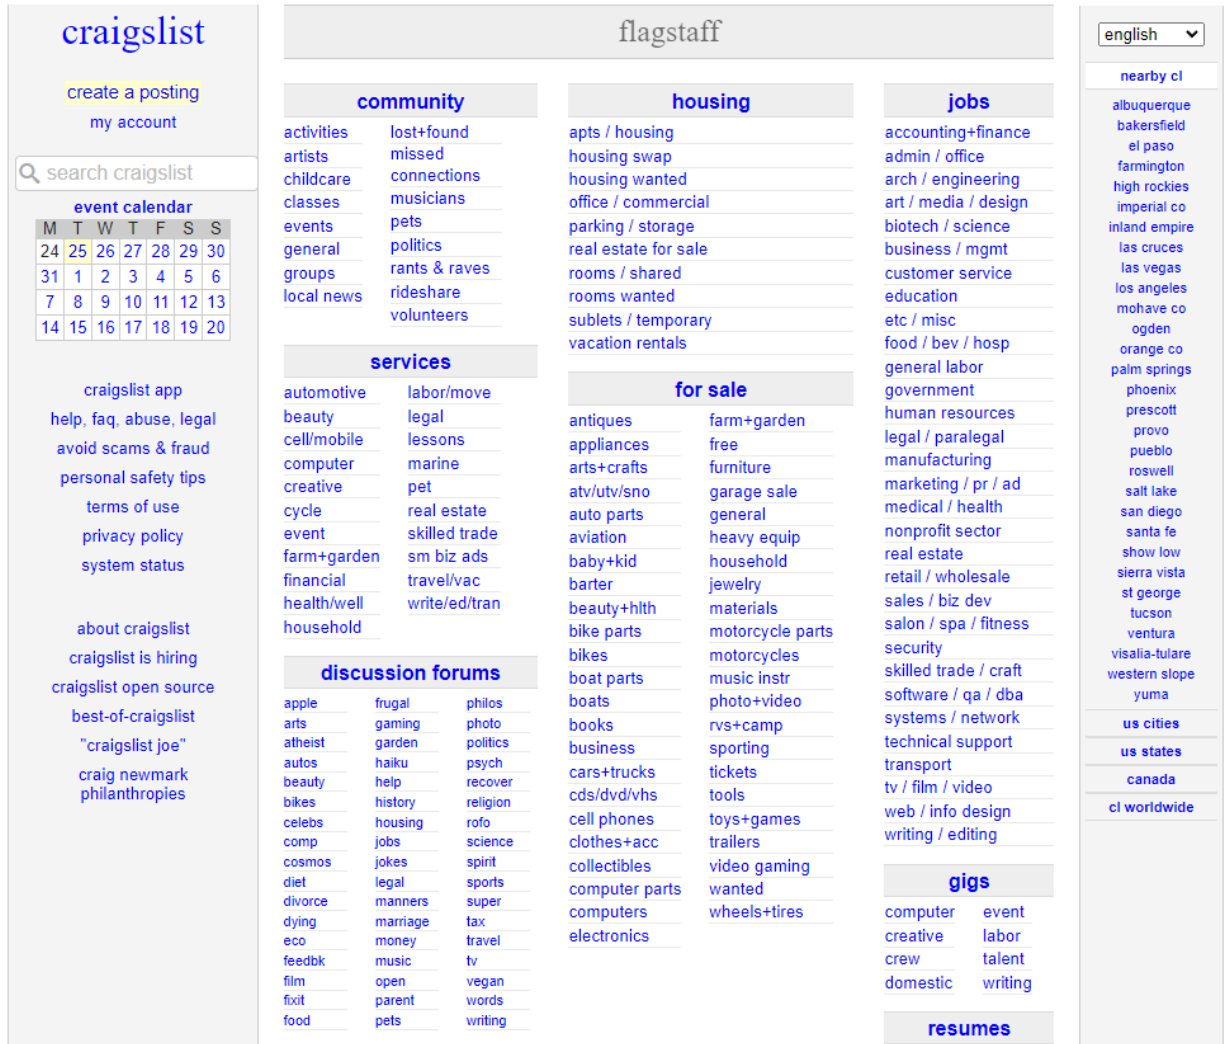 craigslist
create a posting
my account
search craigslist
event calendar
M T W T F S S
24 25 26 27 28 29 30
31 1 2 3 4 5 6
7 8 9 10 11 12 13
14 15 16 17 18 19 20
craigslist app
help, faq, abuse, legal
avoid scams & fraud
personal safety tips
terms of use
privacy policy
system status
about craigslist
craigslist is hiring
craigslist open source
best-of-craigslist
"craigslist joe"
craig newmark
philanthropies
flagstaff
community
activities
artists
childcare
classes
events
general
groups
local news
lost+found
missed
connections
musicians
pets
politics
rants & raves
rideshare
volunteers
services
automotive
beauty
cell/mobile
computer
creative
cycle
event
farm+garden
financial
health/well
household
labor/move
legal
lessons
marine
pet
real estate
skilled trade
sm biz ads
travel/vac
write/ed/tran
discussion forums
apple
arts
atheist
autos
beauty
bikes
celebs
comp
cosmos
diet
divorce
dying
eco
feedbk
film
fixit
food
frugal
gaming
garden
haiku
help
history
housing
jobs
jokes
legal
manners
marriage
money
music
open
parent
pets
philos
photo
politics
psych
recover
religion
rofo
science
spirit
sports
super
tax
travel
tv
vegan
words
writing
housing
apts / housing
housing swap
housing wanted
office / commercial
parking / storage
real estate for sale
rooms / shared
rooms wanted
sublets / temporary
vacation rentals
for sale
antiques
appliances
arts+crafts
atv/utv/sno
auto parts
aviation
baby+kid
barter
beauty+hlth
bike parts
bikes
boat parts
boats
books
business
cars+trucks
cds/dvd/vhs
cell phones
clothes+acc
collectibles
computer parts
computers
electronics
farm+garden
free
furniture
garage sale
general
heavy equip
household
jewelry
materials
motorcycle parts
motorcycles
music instr
photo+video
rvs+camp
sporting
tickets
tools
toys+games
trailers
video gaming
wanted
wheels+tires
jobs
accounting+finance
admin / office
arch / engineering
art / media / design
biotech / science
business / mgmt
customer service
education
etc / misc
food / bev / hosp
general labor
government
human resources
legal / paralegal
manufacturing
marketing / pr / ad
medical / health
nonprofit sector
real estate
retail / wholesale
sales / biz dev
salon / spa / fitness
security
skilled trade / craft
software / qa / dba
systems / network
technical support
transport
tv / film / video
web / info design
writing / editing
gigs
computer
creative
crew
domestic
event
labor
talent
writing
resumes
english
nearby cl
albuquerque
bakersfield
el paso
farmington
high rockies
imperial co
inland empire
las cruces
las vegas
los angeles
mohave co
ogden
orange co
palm springs
phoenix
prescott
provo
pueblo
roswell
salt lake
san diego
santa fe
show low
sierra vista
st george
tucson
ventura
visalia-tulare
western slope
yuma
us cities
us states
canada
cl worldwide